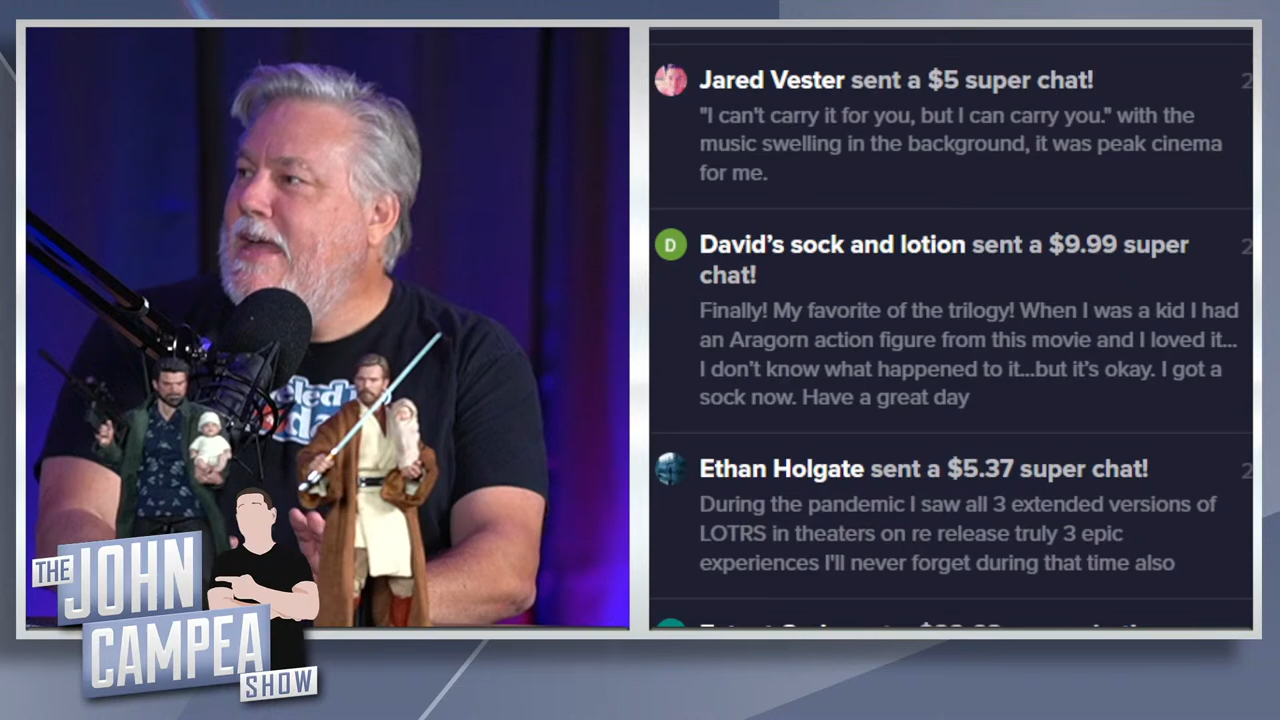 Jared Vester sent a $5 super chat!
2
"I can't carry it for you, but I can carry you." with the
music swelling in the background, it was peak cinema
for me.
David's sock and lotion sent a $9.99 super
2
chat!
Finally! My favorite of the trilogy! When I was a kid I had
an Aragorn action figure from this movie and I loved it...
I don't know what happened to it...but it's okay. I got a
sock now. Have a great day
Ethan Holgate sent a $5.37 super chat!
2
During the pandemic I saw all 3 extended versions of
LOTRS in theaters on re release truly 3 epic
experiences I'll never forget during that time also
THE
JOHN
CAMPEA
SHOW